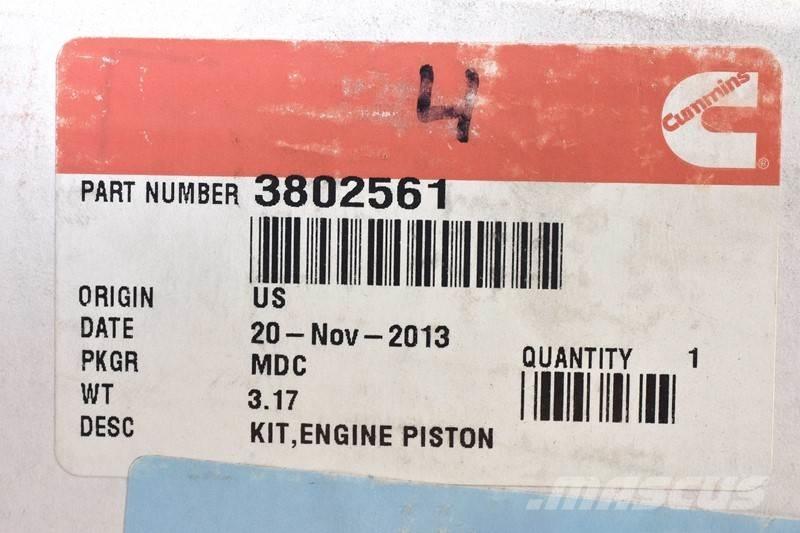 4
Cummins
®
PART NUMBER 3802561
ORIGIN US
DATE 20-Nov-2013
PKGR MDC
QUANTITY 1
WT 3.17
DESC KIT,ENGINE PISTON
MASCUS